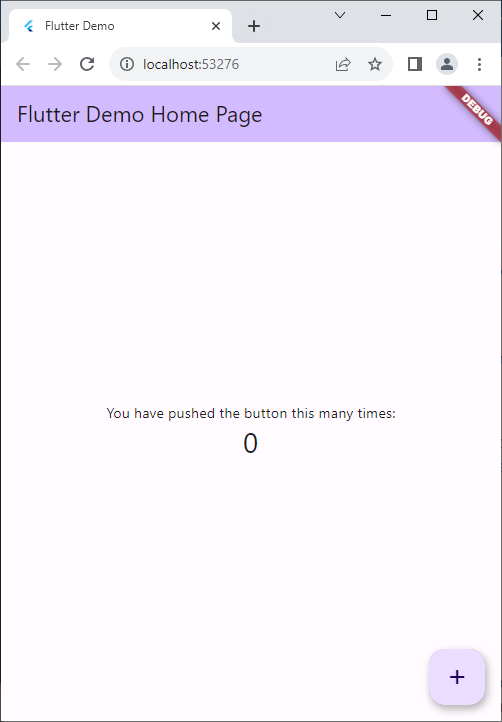 Flutter Demo
localhost:53276
Flutter Demo Home Page
DEBUG
You have pushed the button this many times:
0